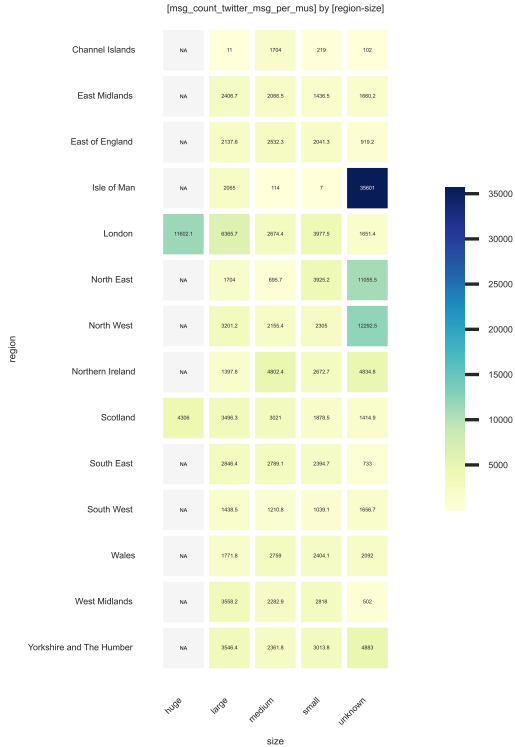 [msg_count_twitter_msg_per_mus] by [region-size]
Channel Islands NA 11 1704 219 102
East Midlands NA 2406.7 2066.5 1436.5 1660.2
East of England NA 2137.6 2532.3 2041.3 919.2
Isle of Man NA 2065 114 7 35601
London 11602.1 6365.7 2674.4 3977.5 1651.4
North East NA 1704 695.7 3925.2 11055.5
North West NA 3201.2 2155.4 2305 12292.5
Northern Ireland NA 1397.8 4802.4 2672.7 4834.8
Scotland 4306 3496.3 3021 1878.5 1414.9
South East NA 2846.4 2789.1 2394.7 733
South West NA 1438.5 1210.8 1039.1 1656.7
Wales NA 1771.8 2759 2404.1 2092
West Midlands NA 3558.2 2282.9 2818 502
Yorkshire and The Humber NA 3546.4 2361.8 3013.8 4883
region
huge large medium small unknown
size
35000
30000
25000
20000
15000
10000
5000